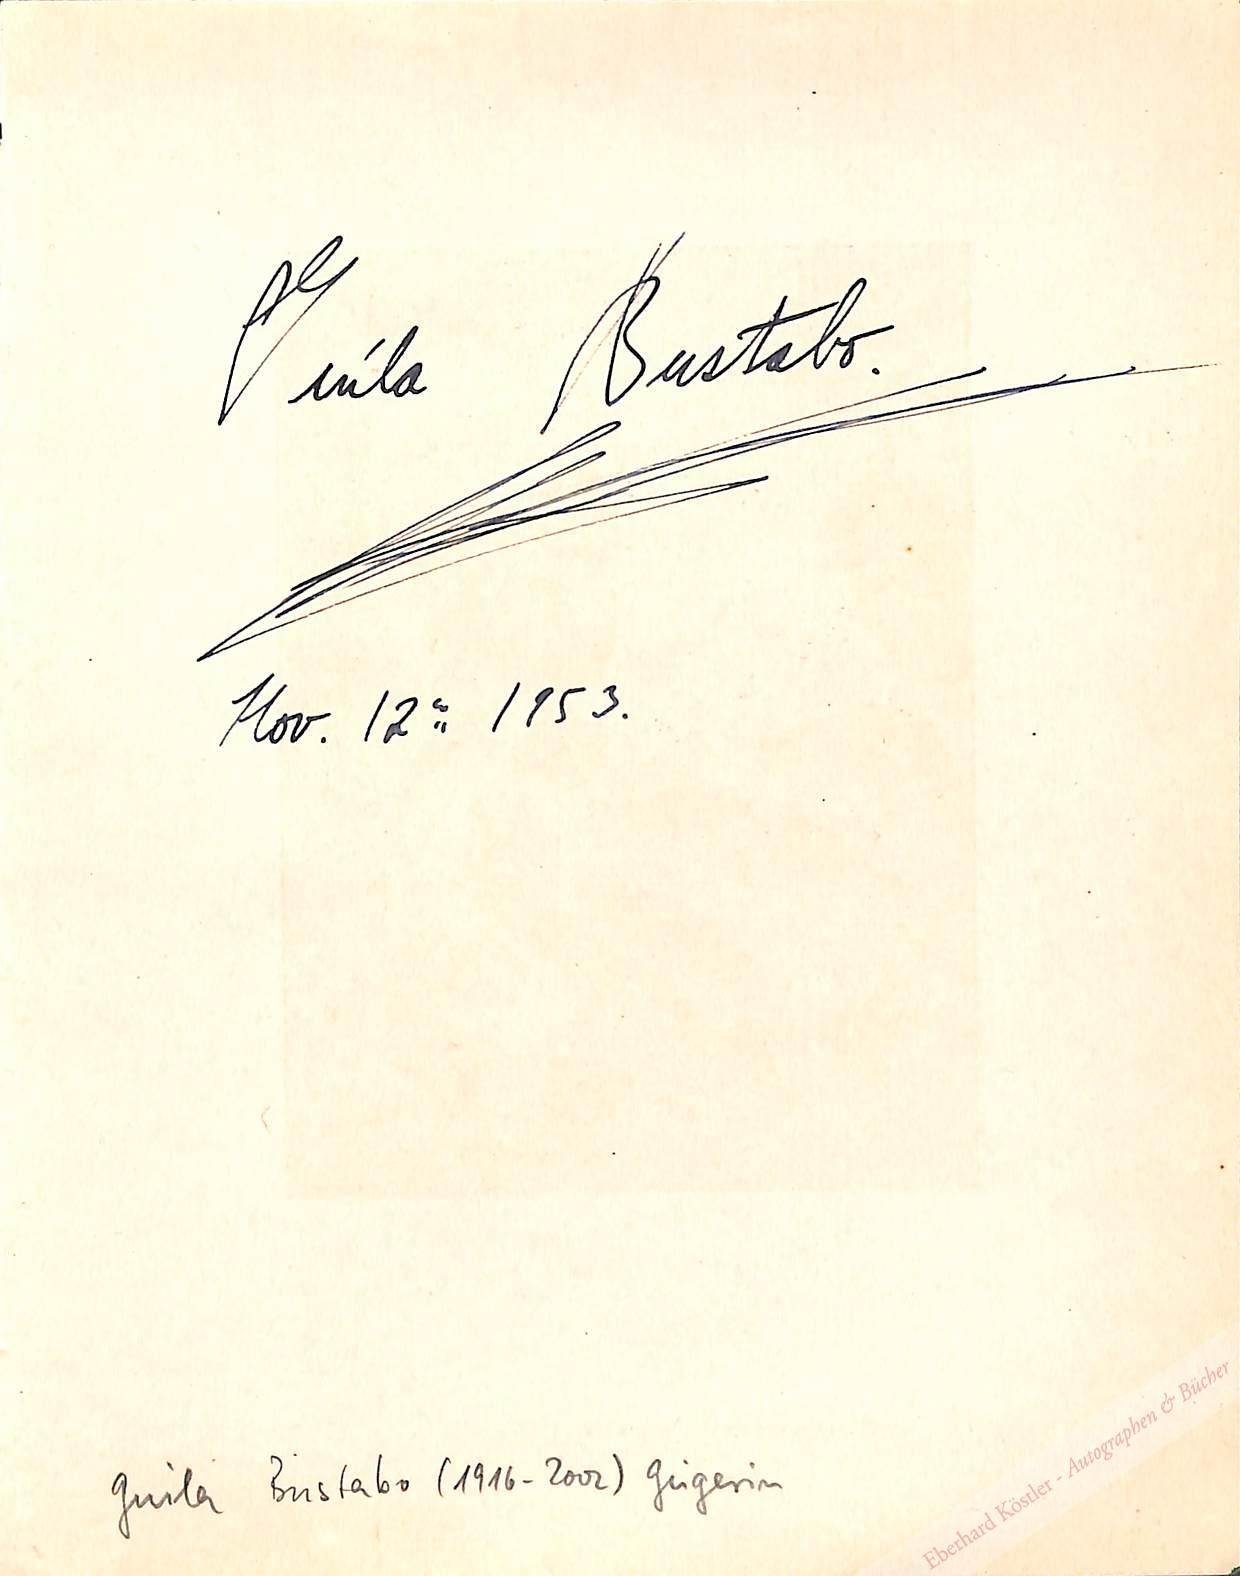 Guila Bustabo.
Nov. 12th 1953.
Guila Bustabo (1916-2002) Geigerin
Eberhard Köstler - Autographen & Bücher